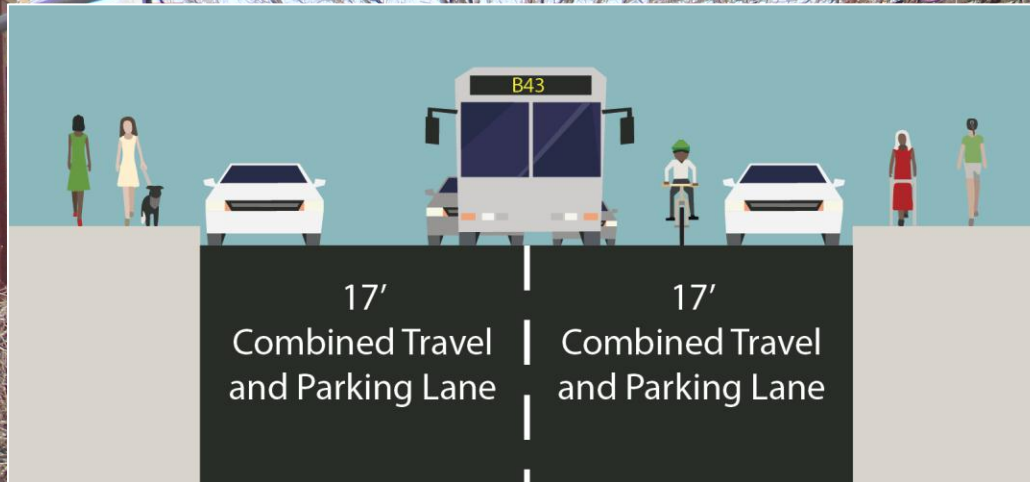 B43
17’
Combined Travel
and Parking Lane
17’
Combined Travel
and Parking Lane